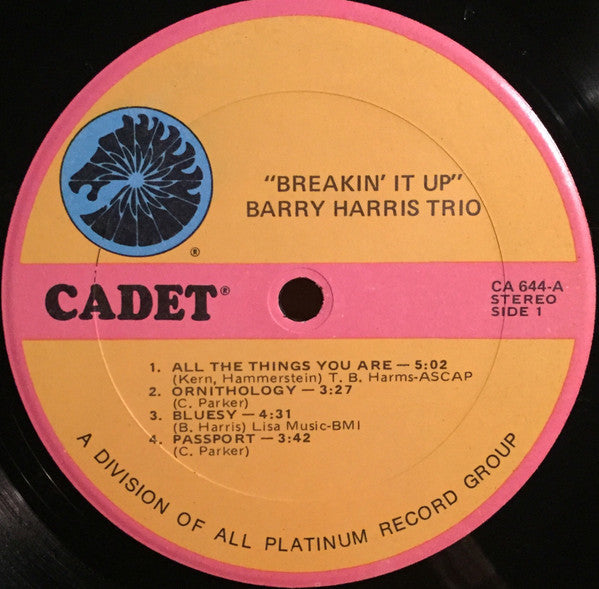 "BREAKIN' IT UP"
BARRY HARRIS TRIO
®
CADET®
CA 644-A
STEREO
SIDE 1
1. ALL THE THINGS YOU ARE — 5:02
(Kern, Hammerstein) T. B. Harms-ASCAP
2. ORNITHOLOGY — 3:27
(C. Parker)
3. BLUESY — 4:31
(B. Harris) Lisa Music-BMI
4. PASSPORT — 3:42
(C. Parker)
A DIVISION OF ALL PLATINUM RECORD GROUP